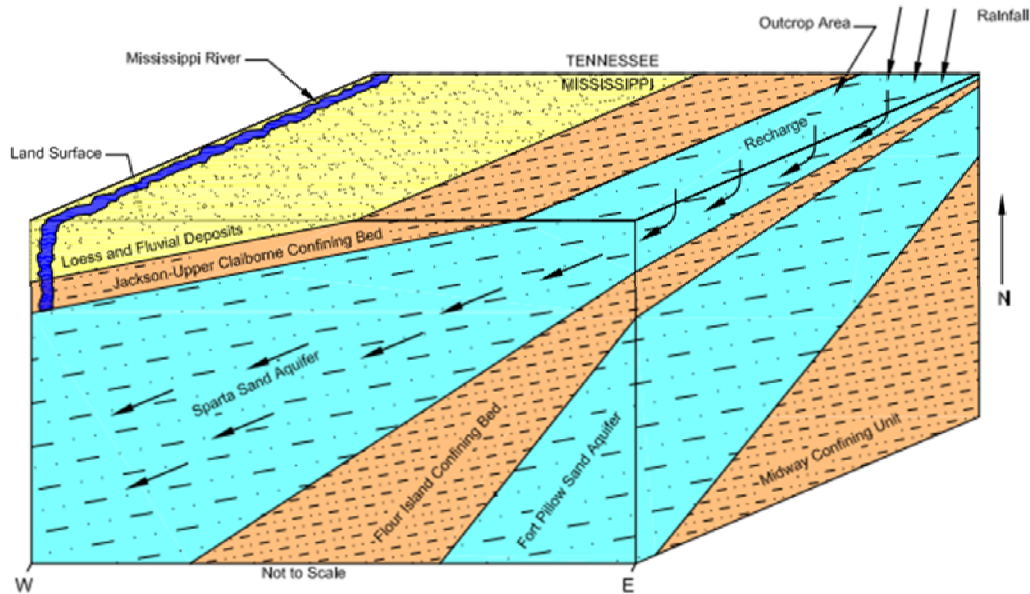 Rainfall
Outcrop Area
Mississippi River
TENNESSEE
MISSISSIPPI
Recharge
Land Surface
Loess and Fluvial Deposits
Jackson-Upper Claiborne Confining Bed
N
Sparta Sand Aquifer
Flour Island Confining Bed
Fort Pillow Sand Aquifer
Midway Confining Unit
Not to Scale
W
E